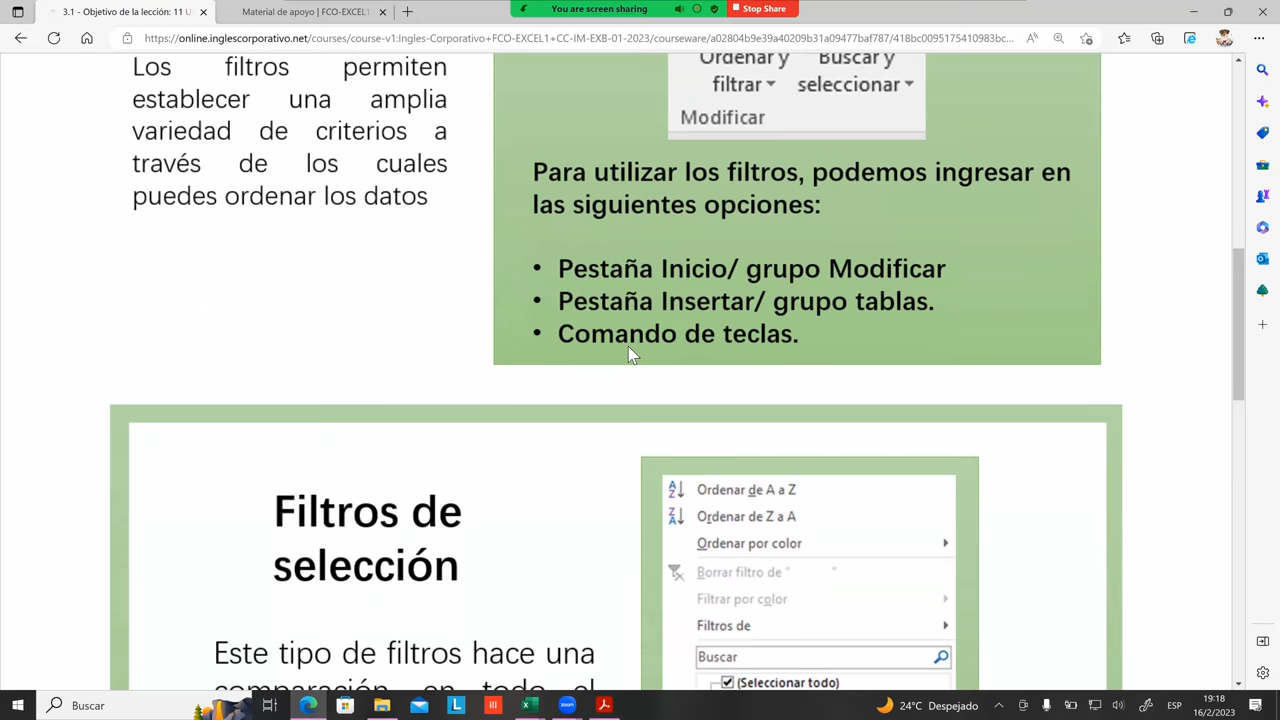 3.1 - Objetivo de la lección: 11 U
Material de apoyo | FCO-EXCEL1
You are screen sharing
Stop Share
https://online.inglescorporativo.net/courses/course-v1:Ingles-Corporativo+FCO-EXCEL1+CC-IM-EXB-01-2023/courseware/a02804b9e39a40209b31a09477baf787/418bc0095175410983bc...
Los filtros permiten
establecer una amplia
variedad de criterios a
través de los cuales
puedes ordenar los datos
Ordenar y
filtrar
Buscar y
seleccionar
Modificar
Para utilizar los filtros, podemos ingresar en
las siguientes opciones:
• Pestaña Inicio/ grupo Modificar
• Pestaña Insertar/ grupo tablas.
• Comando de teclas.
Filtros de
selección
Este tipo de filtros hace una
comparación en todo el
Ordenar de A a Z
Ordenar de Z a A
Ordenar por color
Borrar filtro de " "
Filtrar por color
Filtros de
Buscar
(Seleccionar todo)
Buscar
24°C Despejado
ESP
19:18
16/2/2023